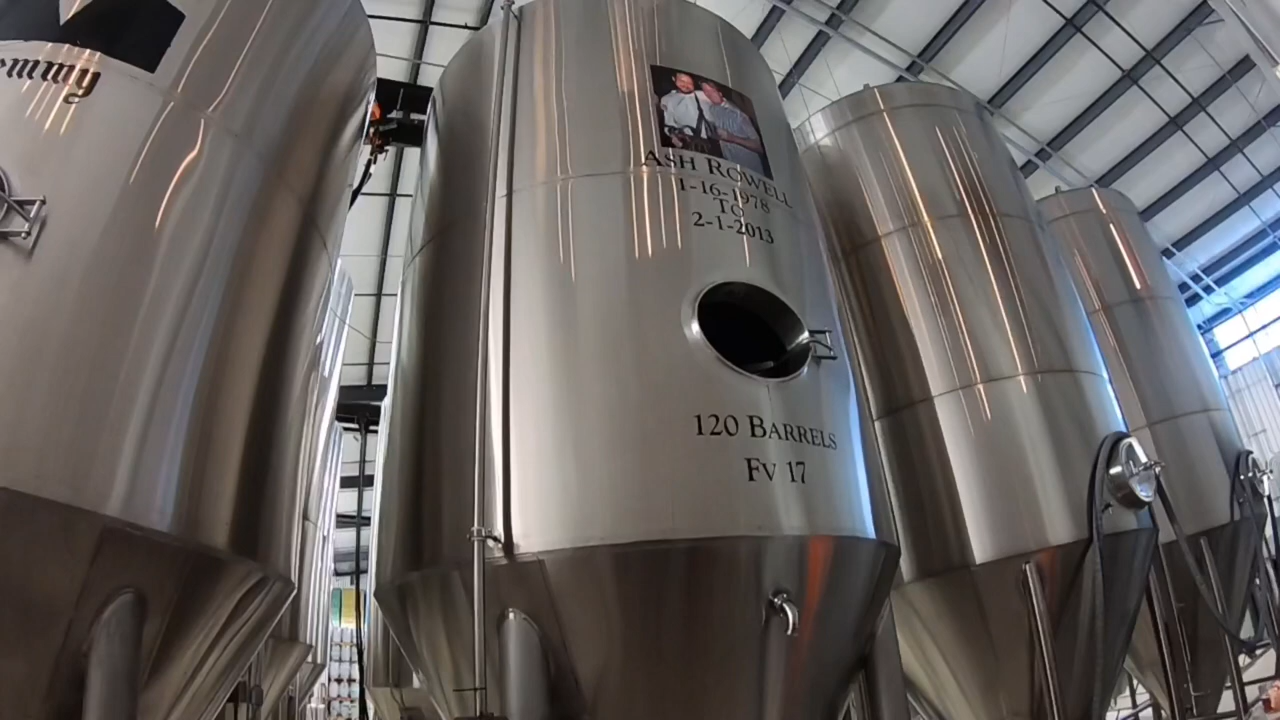 ASH ROWELL
1-16-1978
TO
2-1-2013
120 BARRELS
FV 17